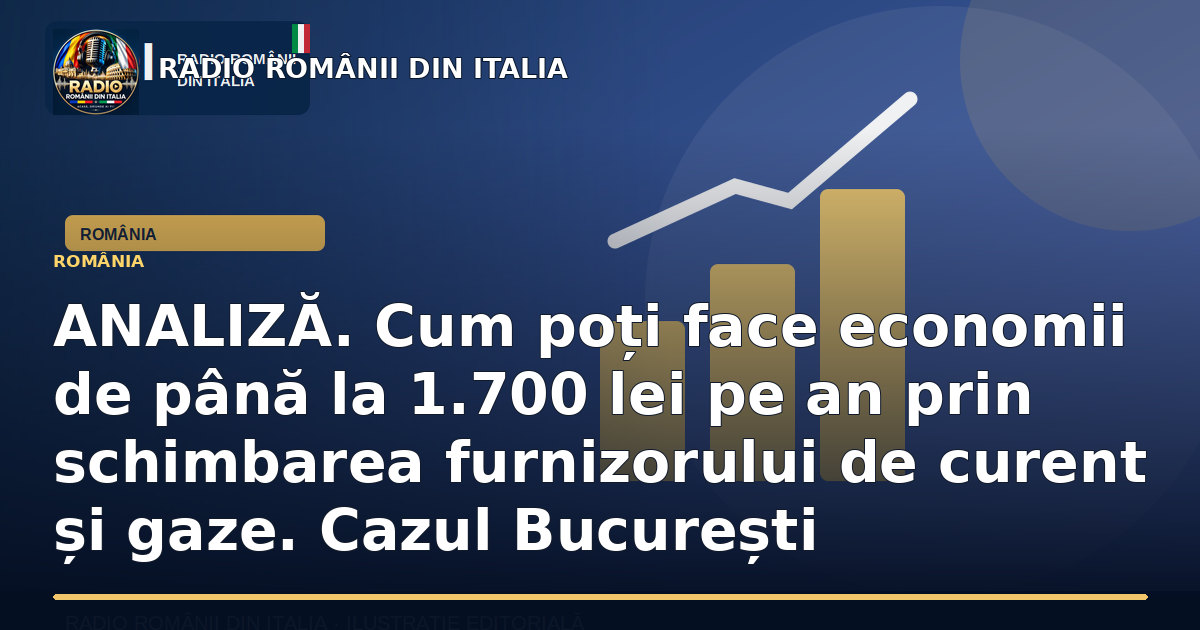 RADIO ROMÂNII DIN ITALIA
RADIO ROMÂNII
DIN ITALIA
RADIO
ROMÂNII DIN ITALIA
ROMÂNIA
ROMÂNIA
ANALIZĂ. Cum poți face economii
de până la 1.700 lei pe an prin
schimbarea furnizorului de curent
și gaze. Cazul București
RADIO ROMÂNII DIN ITALIA · ILUSTRAȚIE EDITORIALĂ